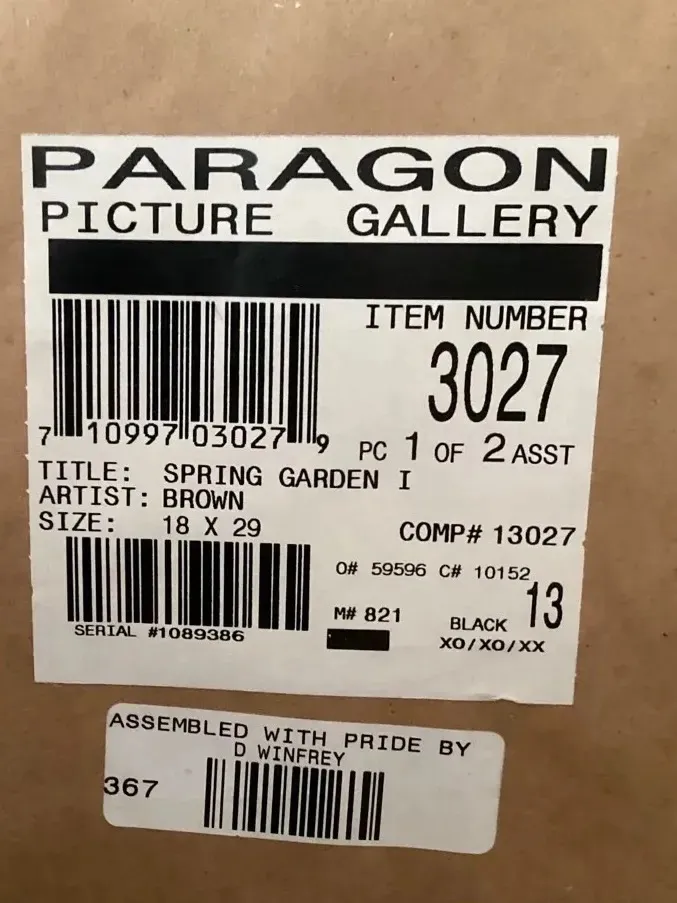 PARAGON
PICTURE GALLERY
ITEM NUMBER
3027
7 10997 03027 9
PC 1 OF 2 ASST
TITLE: SPRING GARDEN I
ARTIST: BROWN
SIZE: 18 X 29
COMP# 13027
O# 59596 C# 10152
M# 821
BLACK 13
XO/XO/XX
SERIAL #1089386
ASSEMBLED WITH PRIDE BY
D WINFREY
367